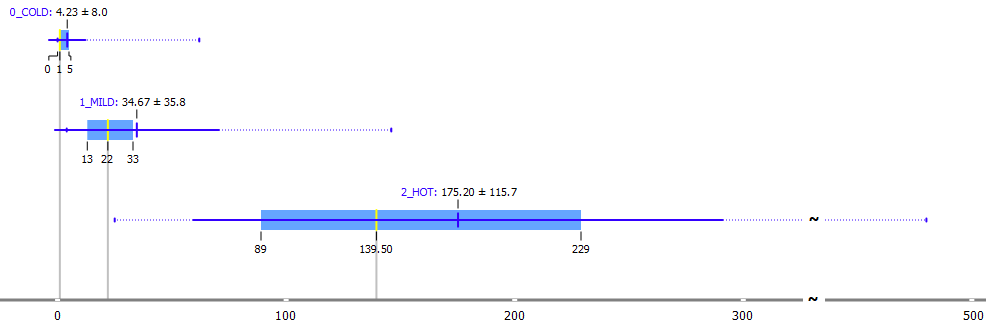 0_COLD: 4.23 ± 8.0
0 1 5
1_MILD: 34.67 ± 35.8
13 22 33
2_HOT: 175.20 ± 115.7
~
89 139.50 229
~
0 100 200 300 500